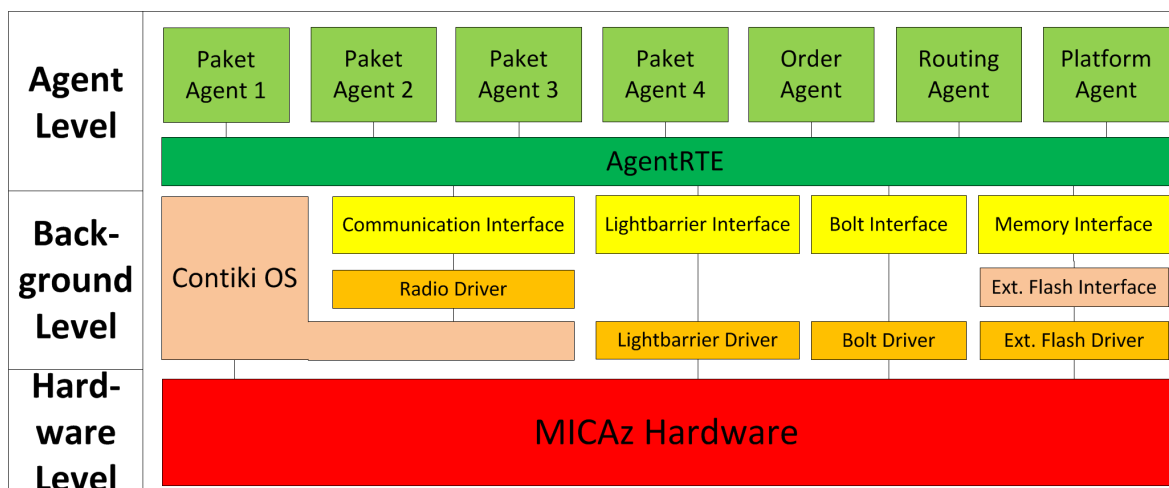 Agent
Level
Paket
Agent 1
Paket
Agent 2
Paket
Agent 3
Paket
Agent 4
Order
Agent
Routing
Agent
Platform
Agent
AgentRTE
Back-
ground
Level
Contiki OS
Communication Interface
Lightbarrier Interface
Bolt Interface
Memory Interface
Radio Driver
Ext. Flash Interface
Lightbarrier Driver
Bolt Driver
Ext. Flash Driver
Hard-
ware
Level
MICAz Hardware